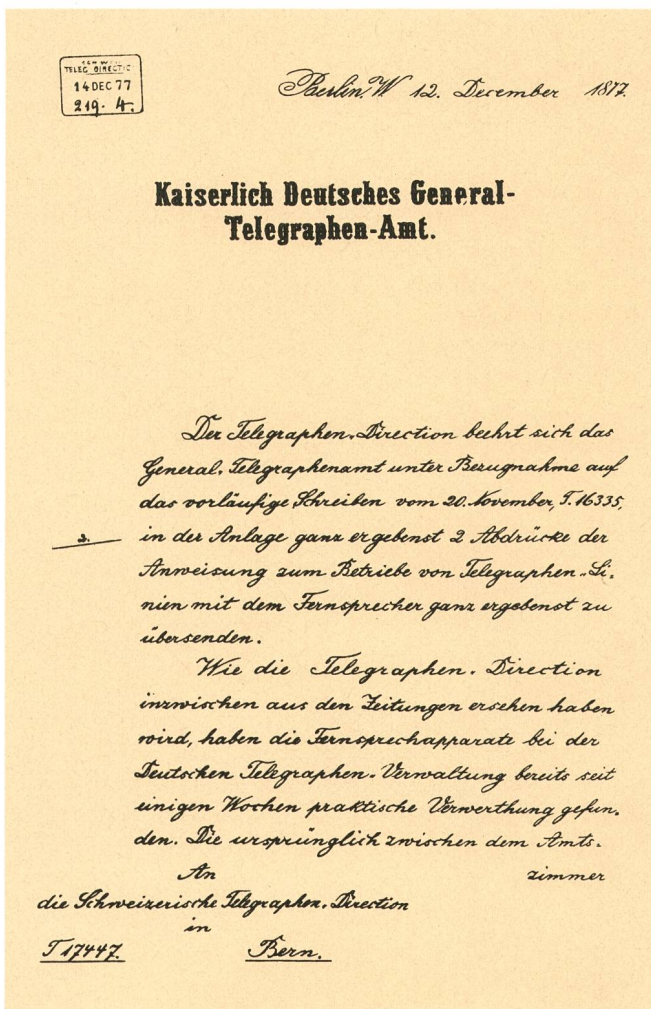 SCHWEIZ.
TELEG. DIRECTIO
14 DEC 77
219. 4.
Berlin, W 12. December 1877.
Kaiserlich Deutsches General-
Telegraphen-Amt.
Der Telegraphen-Direction beehrt sich das
General-Telegraphenamt unter Bezugnahme auf
das vorläufige Schreiben vom 20. November, T. 16335,
2. in der Anlage ganz ergebenst 2 Abdrücke der
Anweisung zum Betriebe von Telegraphen-Li-
nien mit dem Fernsprecher ganz ergebenst zu
übersenden.
Wie die Telegraphen-Direction
inzwischen aus den Zeitungen ersehen haben
wird, haben die Fernsprechapparate bei der
Deutschen Telegraphen-Verwaltung bereits seit
einigen Wochen praktische Verwerthung gefun-
den. Die ursprünglich zwischen dem Amts-
An zimmer
die Schweizerische Telegraphen-Direction
in
T 17447. Bern.